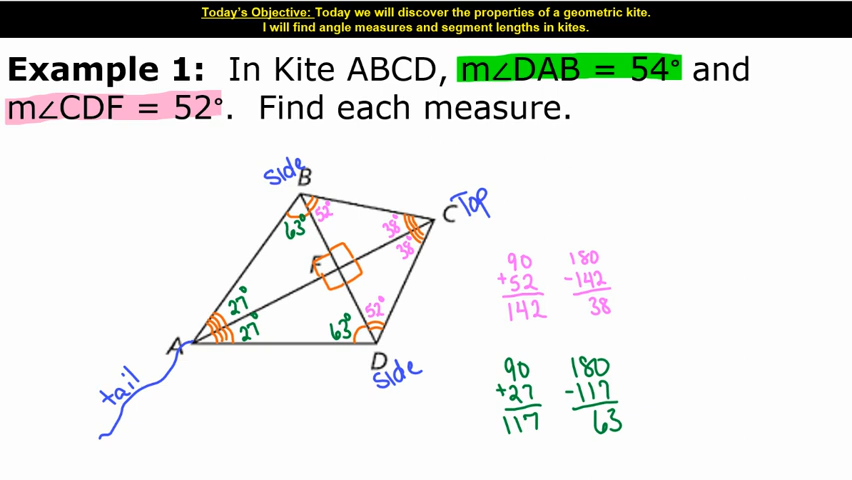 Today's Objective: Today we will discover the properties of a geometric kite.
I will find angle measures and segment lengths in kites.
Example 1: In Kite ABCD, m∠DAB = 54° and
m∠CDF = 52°. Find each measure.
side
B
C Top
63° 52°
38°
38°
F
27°
27°
63° 52°
A
D
side
tail
90
+52
142
180
-142
38
90
+27
117
180
-117
63